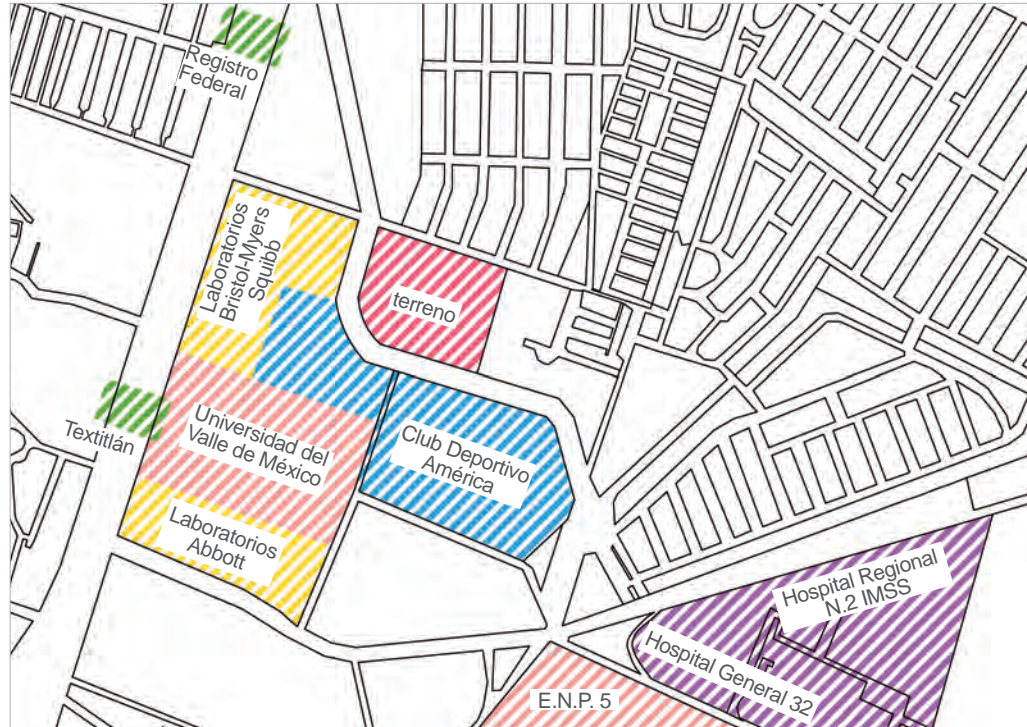 Registro
Federal
Laboratorios
Bristol-Myers
Squibb
terreno
Textitlán
Universidad del
Valle de México
Club Deportivo
América
Laboratorios
Abbott
Hospital Regional
N.2 IMSS
Hospital General 32
E.N.P. 5